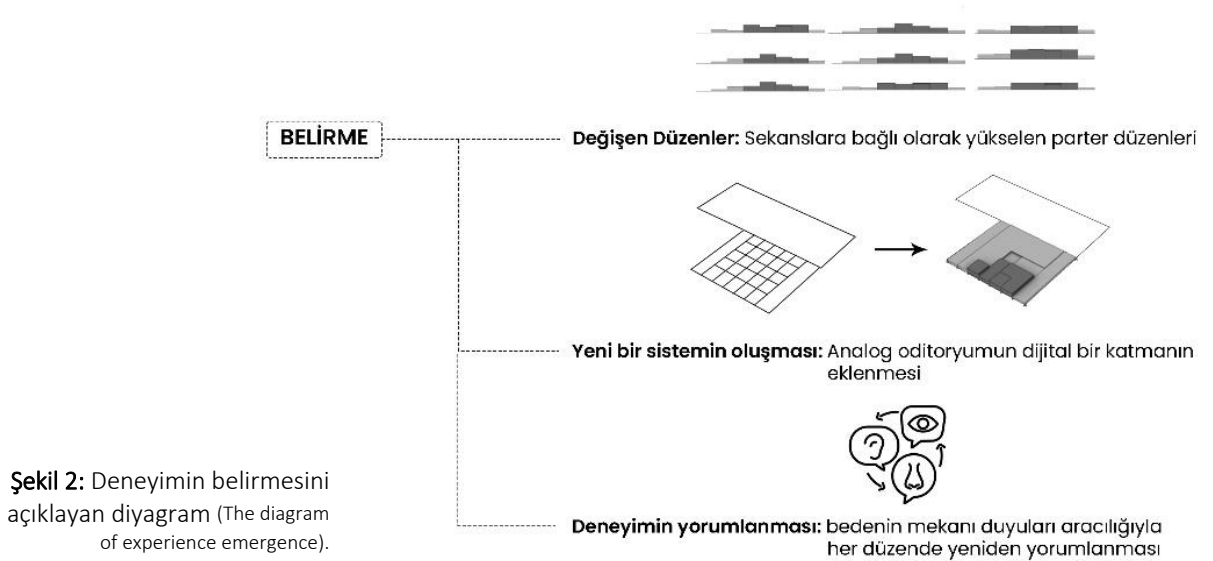 BELİRME
Değişen Düzenler: Sekanslara bağlı olarak yükselen parter düzenleri
Yeni bir sistemin oluşması: Analog oditoryumun dijital bir katmanın
eklenmesi
Deneyimin yorumlanması: bedenin mekanı duyuları aracılığıyla
her düzende yeniden yorumlanması
Şekil 2: Deneyimin belirmesini
açıklayan diyagram (The diagram
of experience emergence).